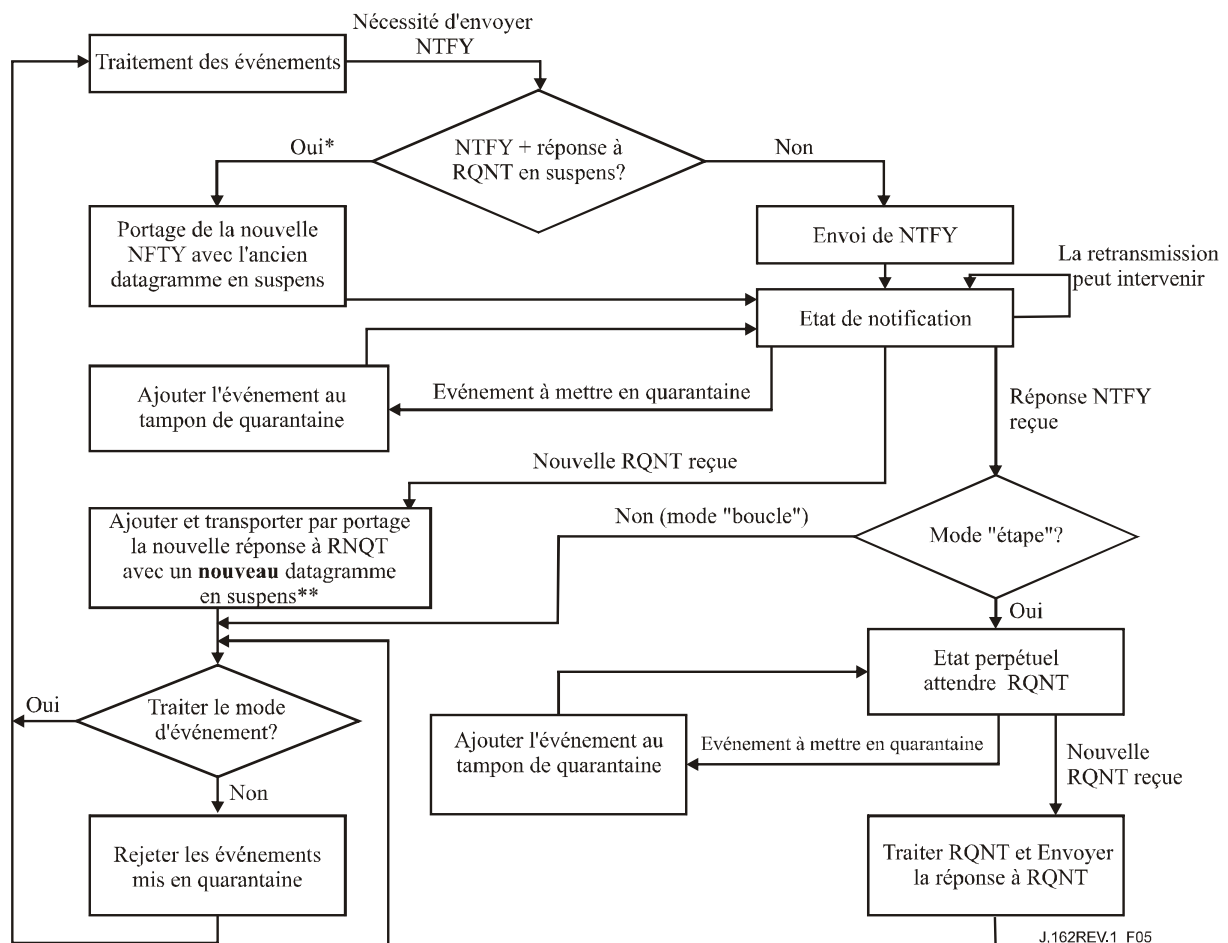 Nécessité d'envoyer
NTFY
Traitement des événements
Oui*
NTFY + réponse à
RQNT en suspens?
Non
Portage de la nouvelle
NFTY avec l'ancien
datagramme en suspens
Envoi de NTFY
La retransmission
peut intervenir
Etat de notification
Ajouter l'événement au
tampon de quarantaine
Evénement à mettre en quarantaine
Réponse NTFY
reçue
Nouvelle RQNT reçue
Ajouter et transporter par portage
la nouvelle réponse à RNQT
avec un nouveau datagramme
en suspens**
Non (mode "boucle")
Mode "étape"?
Oui
Etat perpétuel
attendre RQNT
Oui
Traiter le mode
d'événement?
Ajouter l'événement au
tampon de quarantaine
Evénement à mettre en quarantaine
Nouvelle
RQNT reçue
Non
Rejeter les événements
mis en quarantaine
Traiter RQNT et Envoyer
la réponse à RQNT
J.162REV.1_F05